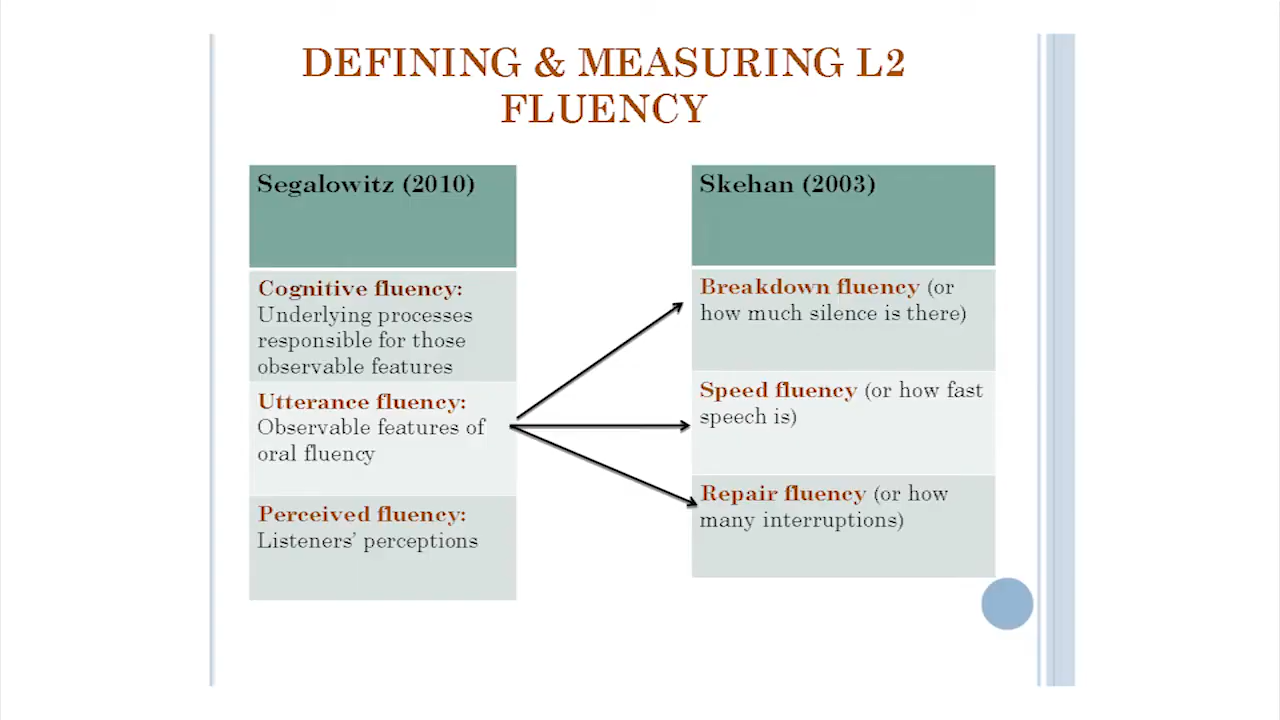 DEFINING & MEASURING L2
FLUENCY
Segalowitz (2010)
Cognitive fluency:
Underlying processes
responsible for those
observable features
Utterance fluency:
Observable features of
oral fluency
Perceived fluency:
Listeners’ perceptions
Skehan (2003)
Breakdown fluency (or
how much silence is there)
Speed fluency (or how fast
speech is)
Repair fluency (or how
many interruptions)